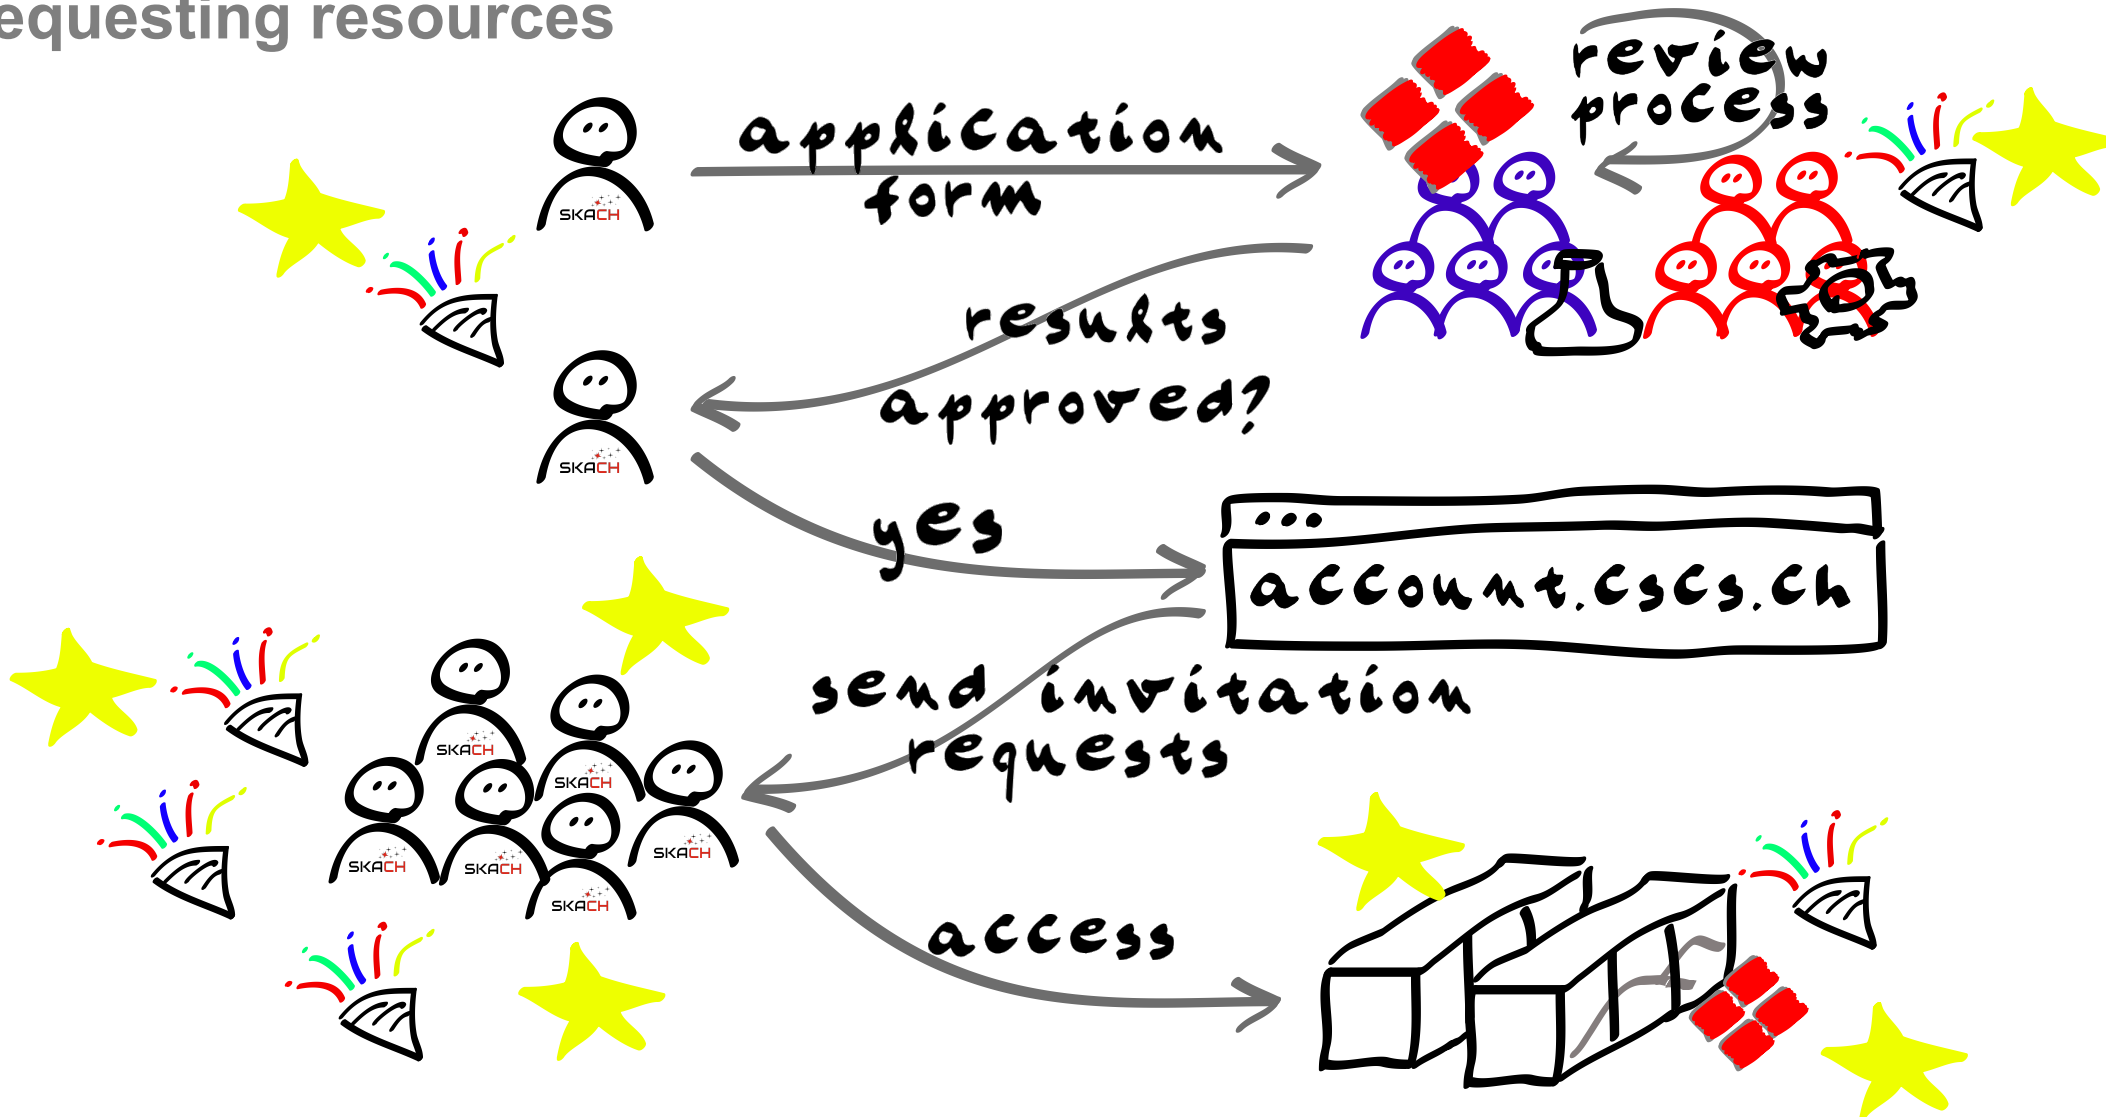 equesting resources
review
process
application
form
SKACH
results
approved?
SKACH
yes
account.cscs.ch
send invitation
requests
SKACH
SKACH
SKACH
SKACH
SKACH
SKACH
access